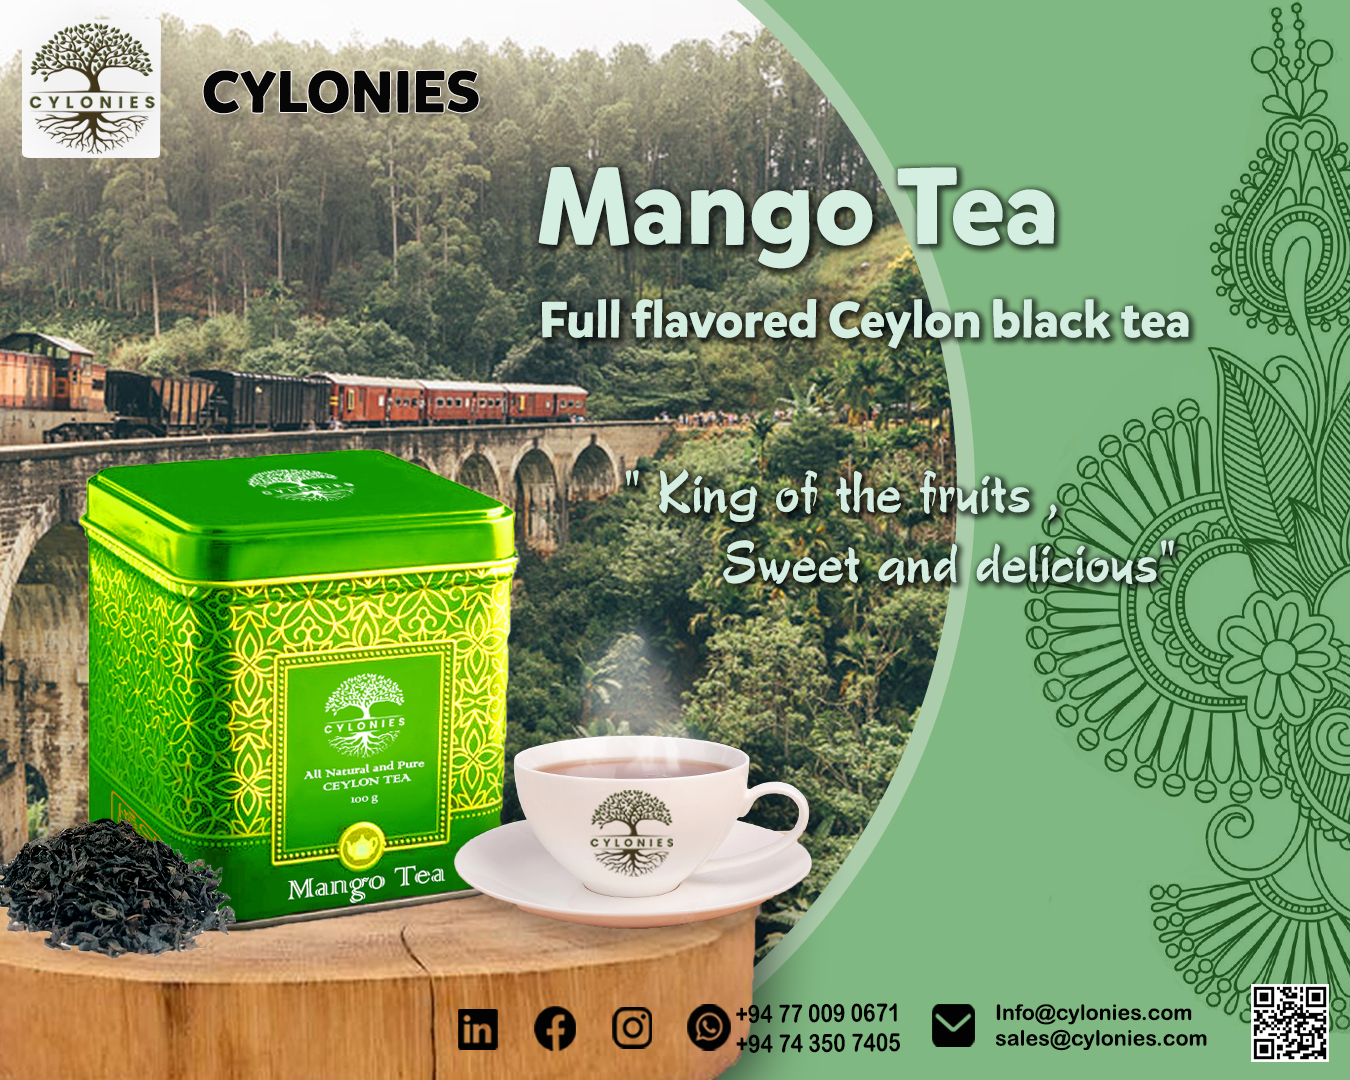 CYLONIES
CYLONIES
Mango Tea
Full flavored Ceylon black tea
" King of the fruits ,
Sweet and delicious"
CYLONIES
CYLONIES
All Natural and Pure
CEYLON TEA
100 g
Mango Tea
CYLONIES
+94 77 009 0671
+94 74 350 7405
Info@cylonies.com
sales@cylonies.com